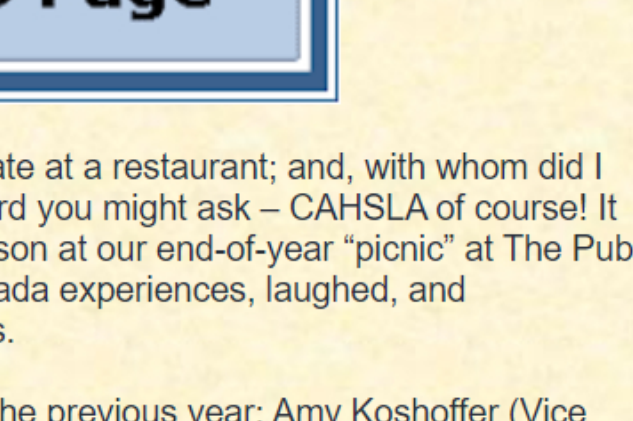 Page
ate at a restaurant; and, with whom did I
rd you might ask – CAHSLA of course! It
son at our end-of-year “picnic” at The Pub
ada experiences, laughed, and
s.
he previous year: Amy Koshoffer (Vice